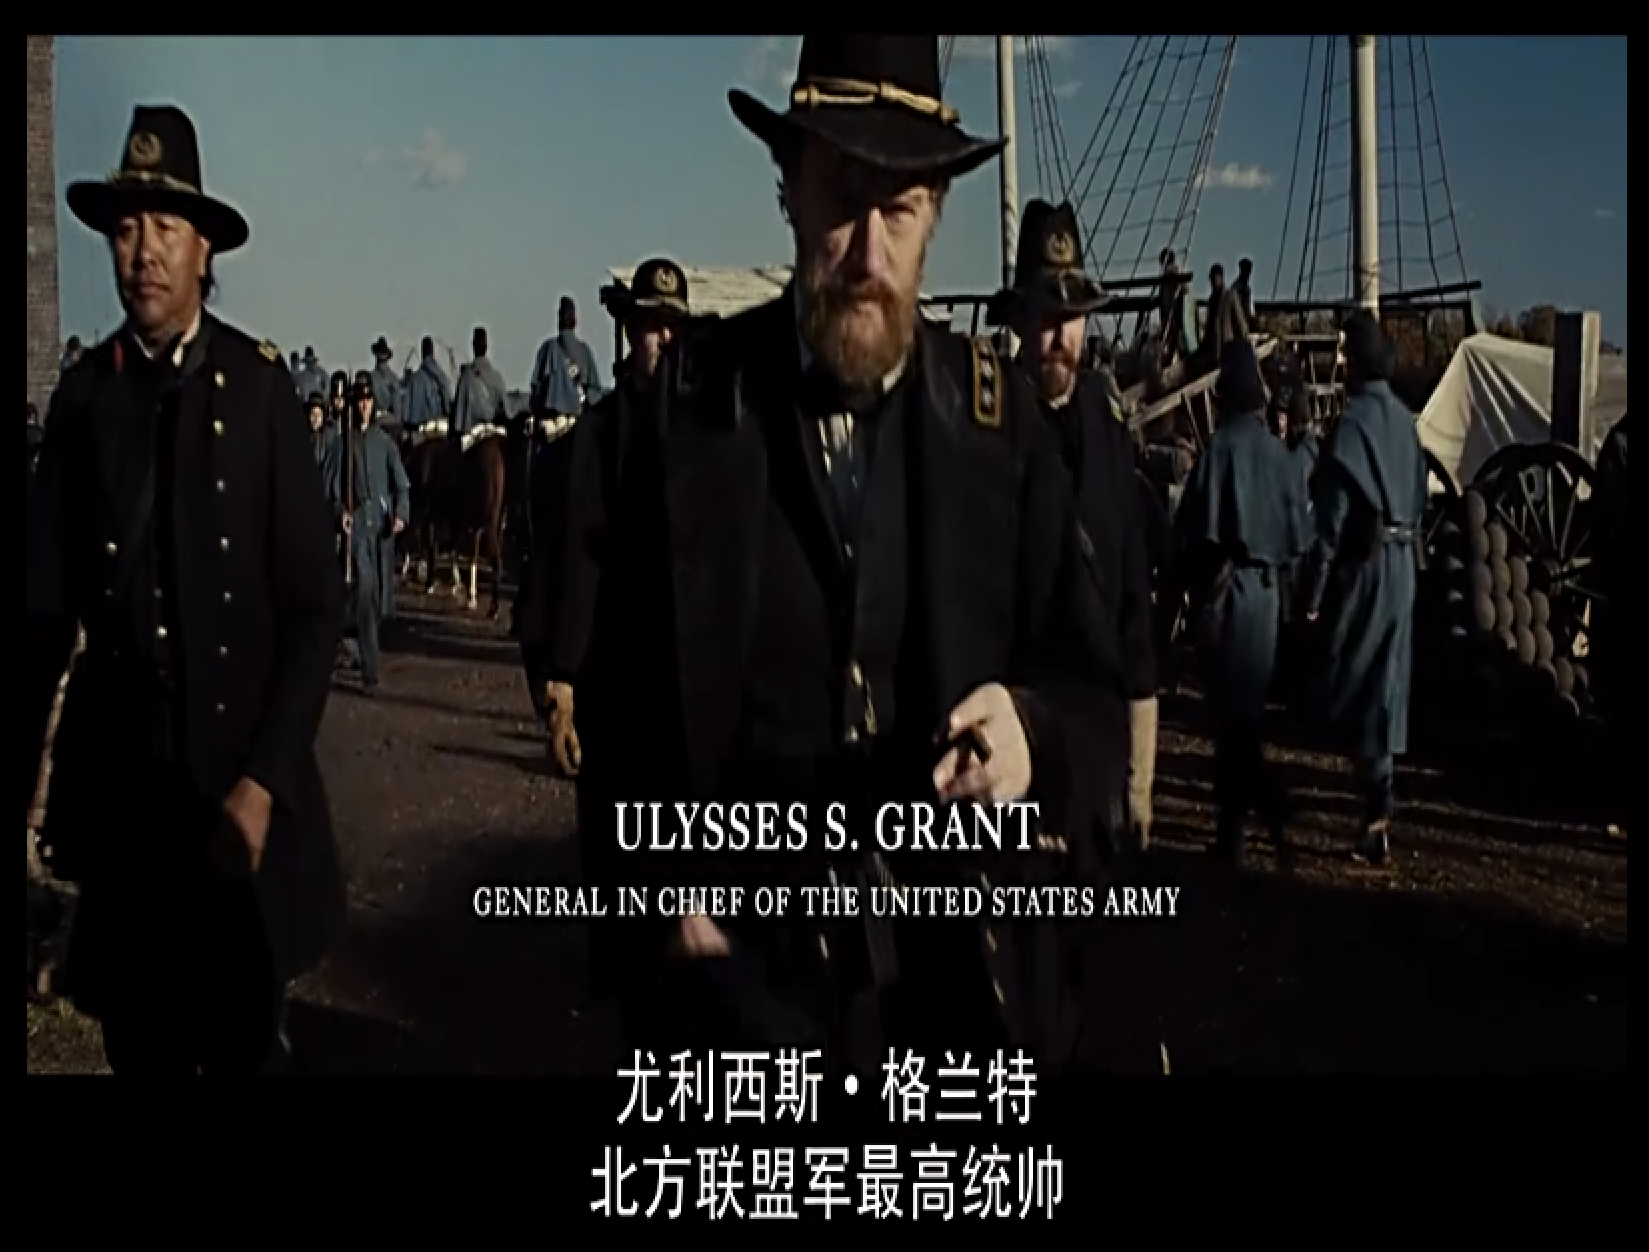 ULYSSES S. GRANT
GENERAL IN CHIEF OF THE UNITED STATES ARMY
尤利西斯·格兰特
北方联盟军最高统帅